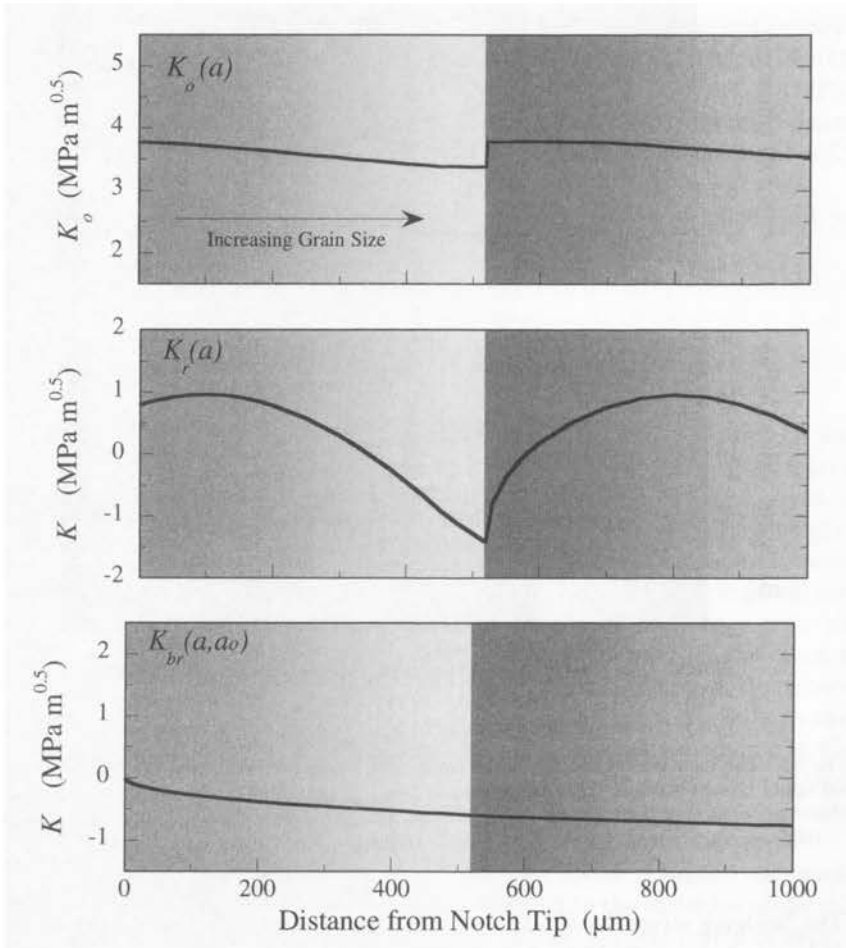 5
4
3
2
K_o (MPa m^0.5)
K_o(a)
Increasing Grain Size
2
1
0
-1
-2
K (MPa m^0.5)
K_r(a)
2
1
0
-1
K (MPa m^0.5)
K_br(a,ao)
0 200 400 600 800 1000
Distance from Notch Tip (μm)